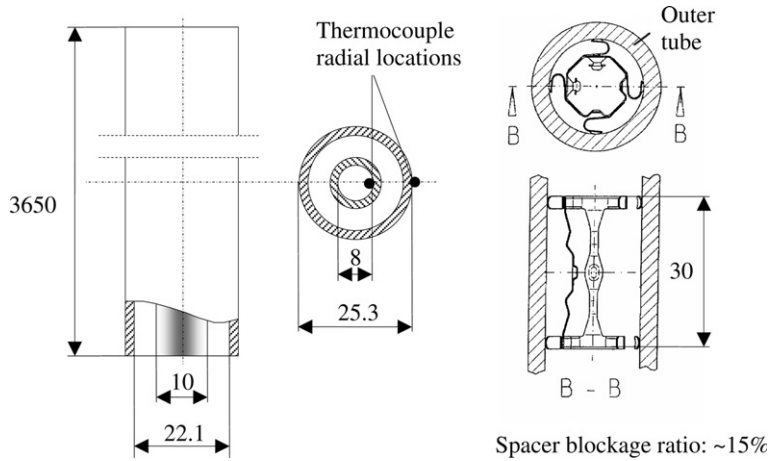 Thermocouple
radial locations
Outer
tube
B
B
3650
8
30
25.3
10
B - B
22.1
Spacer blockage ratio: ~15%